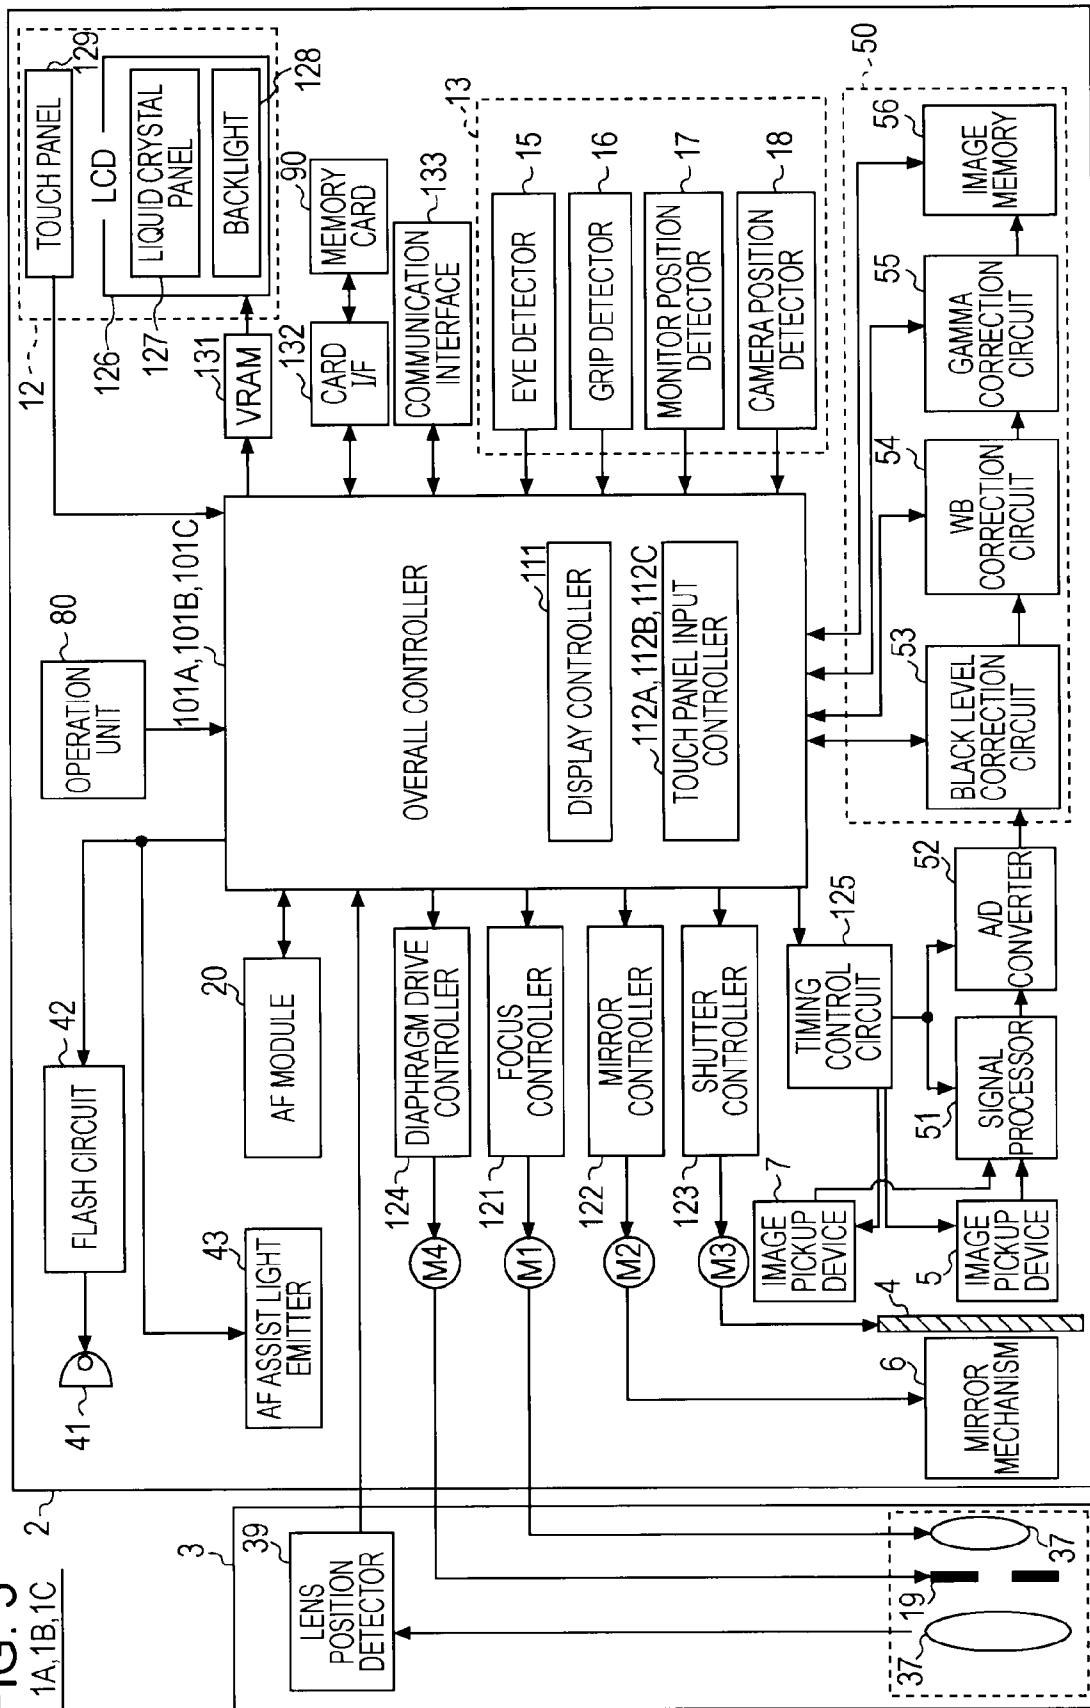 FIG. 5
1A,1B,1C
2
3
39
LENS
POSITION
DETECTOR
37
19
37
41
42
FLASH CIRCUIT
43
AF ASSIST LIGHT
EMITTER
20
AF MODULE
80
OPERATION
UNIT
101A,101B,101C
OVERALL CONTROLLER
111
DISPLAY CONTROLLER
112A,112B,112C
TOUCH PANEL INPUT
CONTROLLER
12
TOUCH PANEL
129
LCD
126
LIQUID CRYSTAL
PANEL
127
BACKLIGHT
128
131
VRAM
132
CARD
I/F
90
MEMORY
CARD
COMMUNICATION
INTERFACE
133
13
EYE DETECTOR
15
GRIP DETECTOR
16
MONITOR POSITION
DETECTOR
17
CAMERA POSITION
DETECTOR
18
M4
124
DIAPHRAGM DRIVE
CONTROLLER
M1
121
FOCUS
CONTROLLER
M2
122
MIRROR
CONTROLLER
M3
123
SHUTTER
CONTROLLER
125
TIMING
CONTROL
CIRCUIT
7
IMAGE
PICKUP
DEVICE
6
MIRROR
MECHANISM
4
5
IMAGE
PICKUP
DEVICE
51
SIGNAL
PROCESSOR
52
A/D
CONVERTER
50
53
BLACK LEVEL
CORRECTION
CIRCUIT
54
WB
CORRECTION
CIRCUIT
55
GAMMA
CORRECTION
CIRCUIT
56
IMAGE
MEMORY